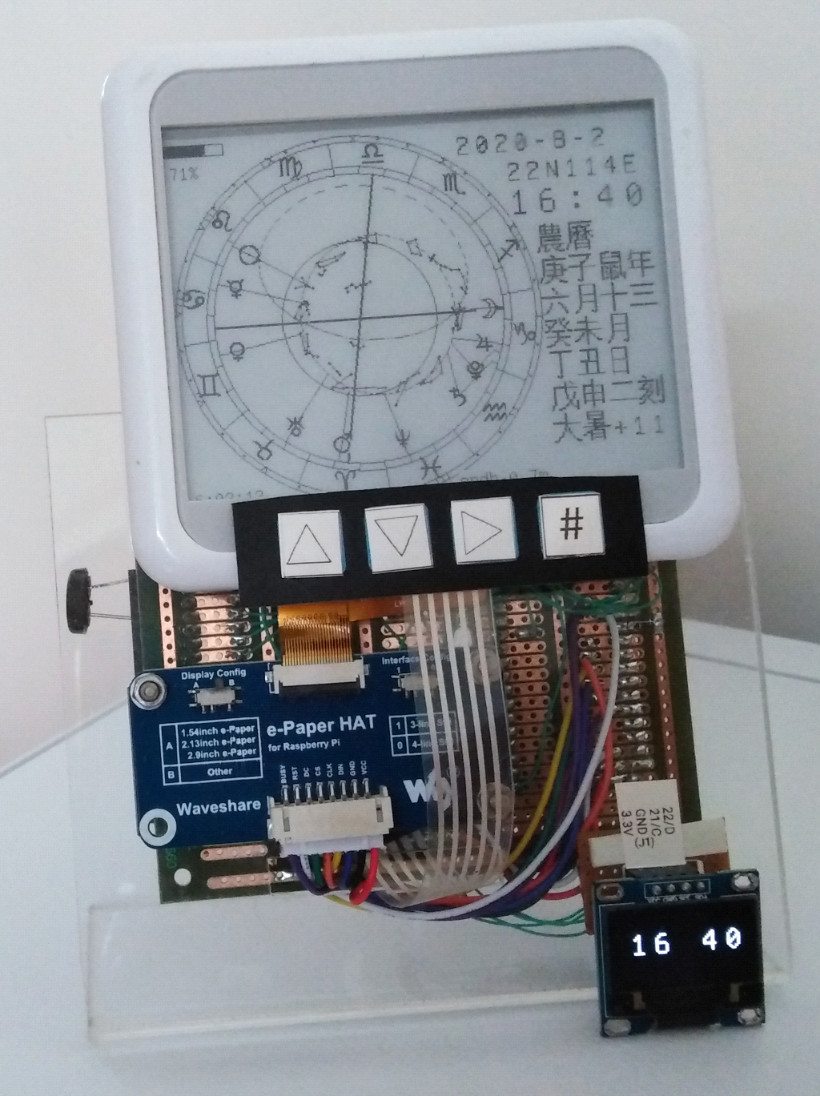 71%
2020-8-2
22N114E
16:40
農曆
庚子鼠年
六月十三
癸未月
丁丑日
戊申二刻
大暑+11
#
Display Config
A B
A
1.54inch e-Paper
2.13inch e-Paper
2.9inch e-Paper
B
Other
e-Paper HAT
for Raspberry Pi
1
0
BUSY
RST
DC
CS
CLK
DIN
GND
VCC
Waveshare
22/D
21/C
GND
3.3V
16 40